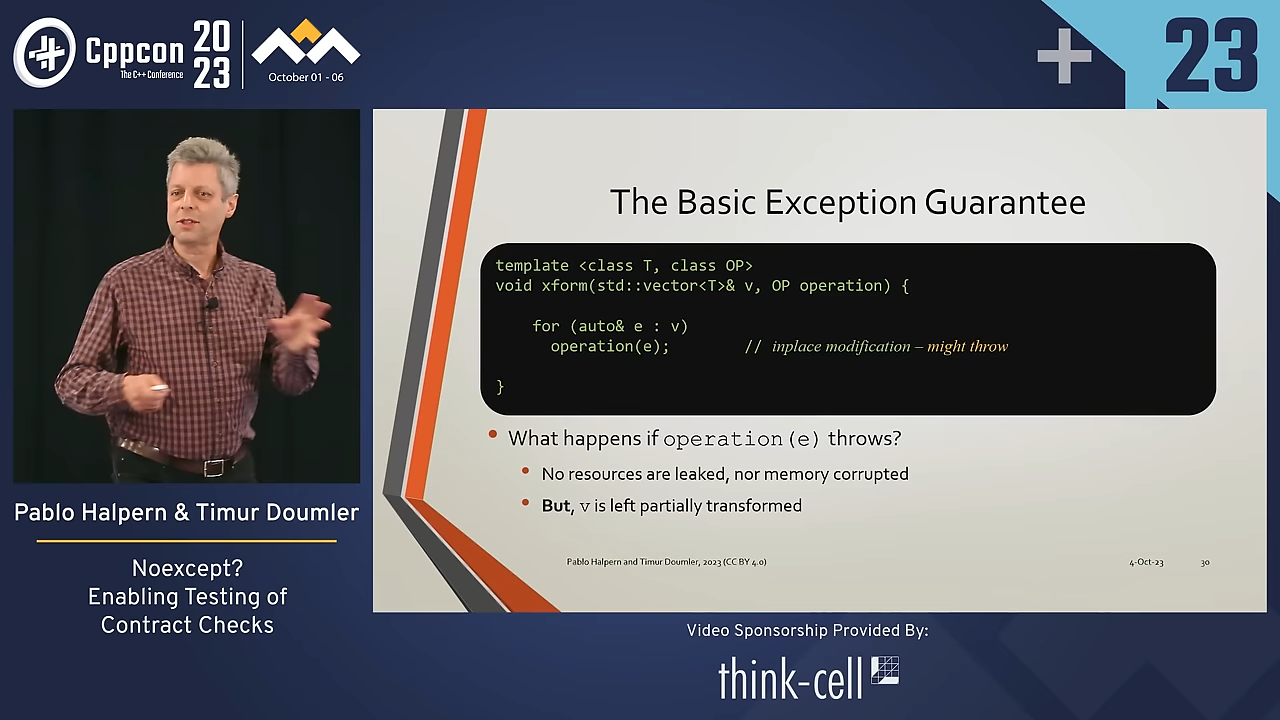 Cppcon
The C++ Conference
20
23
October 01 - 06
23
The Basic Exception Guarantee
template <class T, class OP>
void xform(std::vector<T>& v, OP operation) {
for (auto& e : v)
operation(e); // inplace modification – might throw
}
• What happens if operation(e) throws?
• No resources are leaked, nor memory corrupted
• But, v is left partially transformed
Pablo Halpern and Timur Doumler, 2023 (CC BY 4.0) 4-Oct-23 30
Pablo Halpern & Timur Doumler
Noexcept?
Enabling Testing of
Contract Checks
Video Sponsorship Provided By:
think-cell